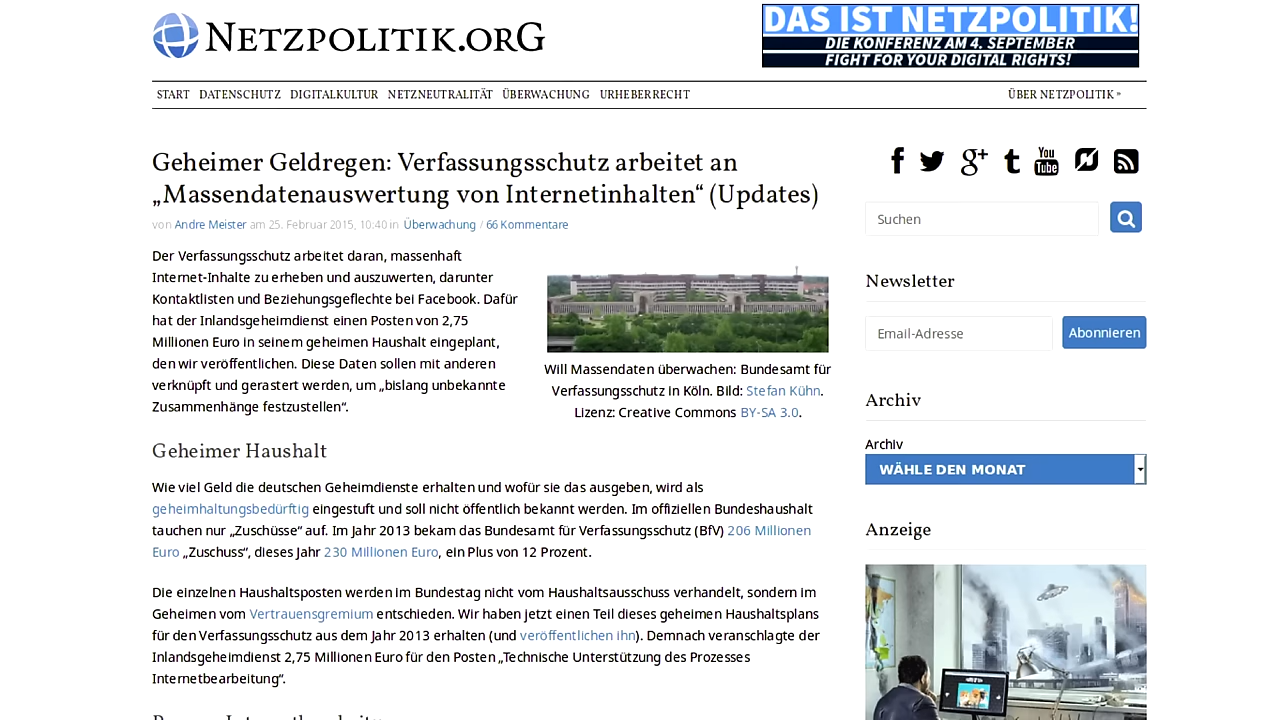 NETZPOLITIK.ORG
DAS IST NETZPOLITIK!
DIE KONFERENZ AM 4. SEPTEMBER
FIGHT FOR YOUR DIGITAL RIGHTS!
START DATENSCHUTZ DIGITALKULTUR NETZNEUTRALITÄT ÜBERWACHUNG URHEBERRECHT ÜBER NETZPOLITIK »
Geheimer Geldregen: Verfassungsschutz arbeitet an
„Massendatenauswertung von Internetinhalten“ (Updates)
von Andre Meister am 25. Februar 2015, 10:40 in Überwachung / 66 Kommentare
Der Verfassungsschutz arbeitet daran, massenhaft
Internet-Inhalte zu erheben und auszuwerten, darunter
Kontaktlisten und Beziehungsgeflechte bei Facebook. Dafür
hat der Inlandsgeheimdienst einen Posten von 2,75
Millionen Euro in seinem geheimen Haushalt eingeplant,
den wir veröffentlichen. Diese Daten sollen mit anderen
verknüpft und gerastert werden, um „bislang unbekannte
Zusammenhänge festzustellen“.
Will Massendaten überwachen: Bundesamt für
Verfassungsschutz in Köln. Bild: Stefan Kühn.
Lizenz: Creative Commons BY-SA 3.0.
Geheimer Haushalt
Wie viel Geld die deutschen Geheimdienste erhalten und wofür sie das ausgeben, wird als
geheimhaltungsbedürftig eingestuft und soll nicht öffentlich bekannt werden. Im offiziellen Bundeshaushalt
tauchen nur „Zuschüsse“ auf. Im Jahr 2013 bekam das Bundesamt für Verfassungsschutz (BfV) 206 Millionen
Euro „Zuschuss“, dieses Jahr 230 Millionen Euro, ein Plus von 12 Prozent.
Die einzelnen Haushaltsposten werden im Bundestag nicht vom Haushaltsausschuss verhandelt, sondern im
Geheimen vom Vertrauensgremium entschieden. Wir haben jetzt einen Teil dieses geheimen Haushaltsplans
für den Verfassungsschutz aus dem Jahr 2013 erhalten (und veröffentlichen ihn). Demnach veranschlagte der
Inlandsgeheimdienst 2,75 Millionen Euro für den Posten „Technische Unterstützung des Prozesses
Internetbearbeitung“.
You
Tube
Suchen
Newsletter
Email-Adresse
Abonnieren
Archiv
Archiv
WÄHLE DEN MONAT
Anzeige